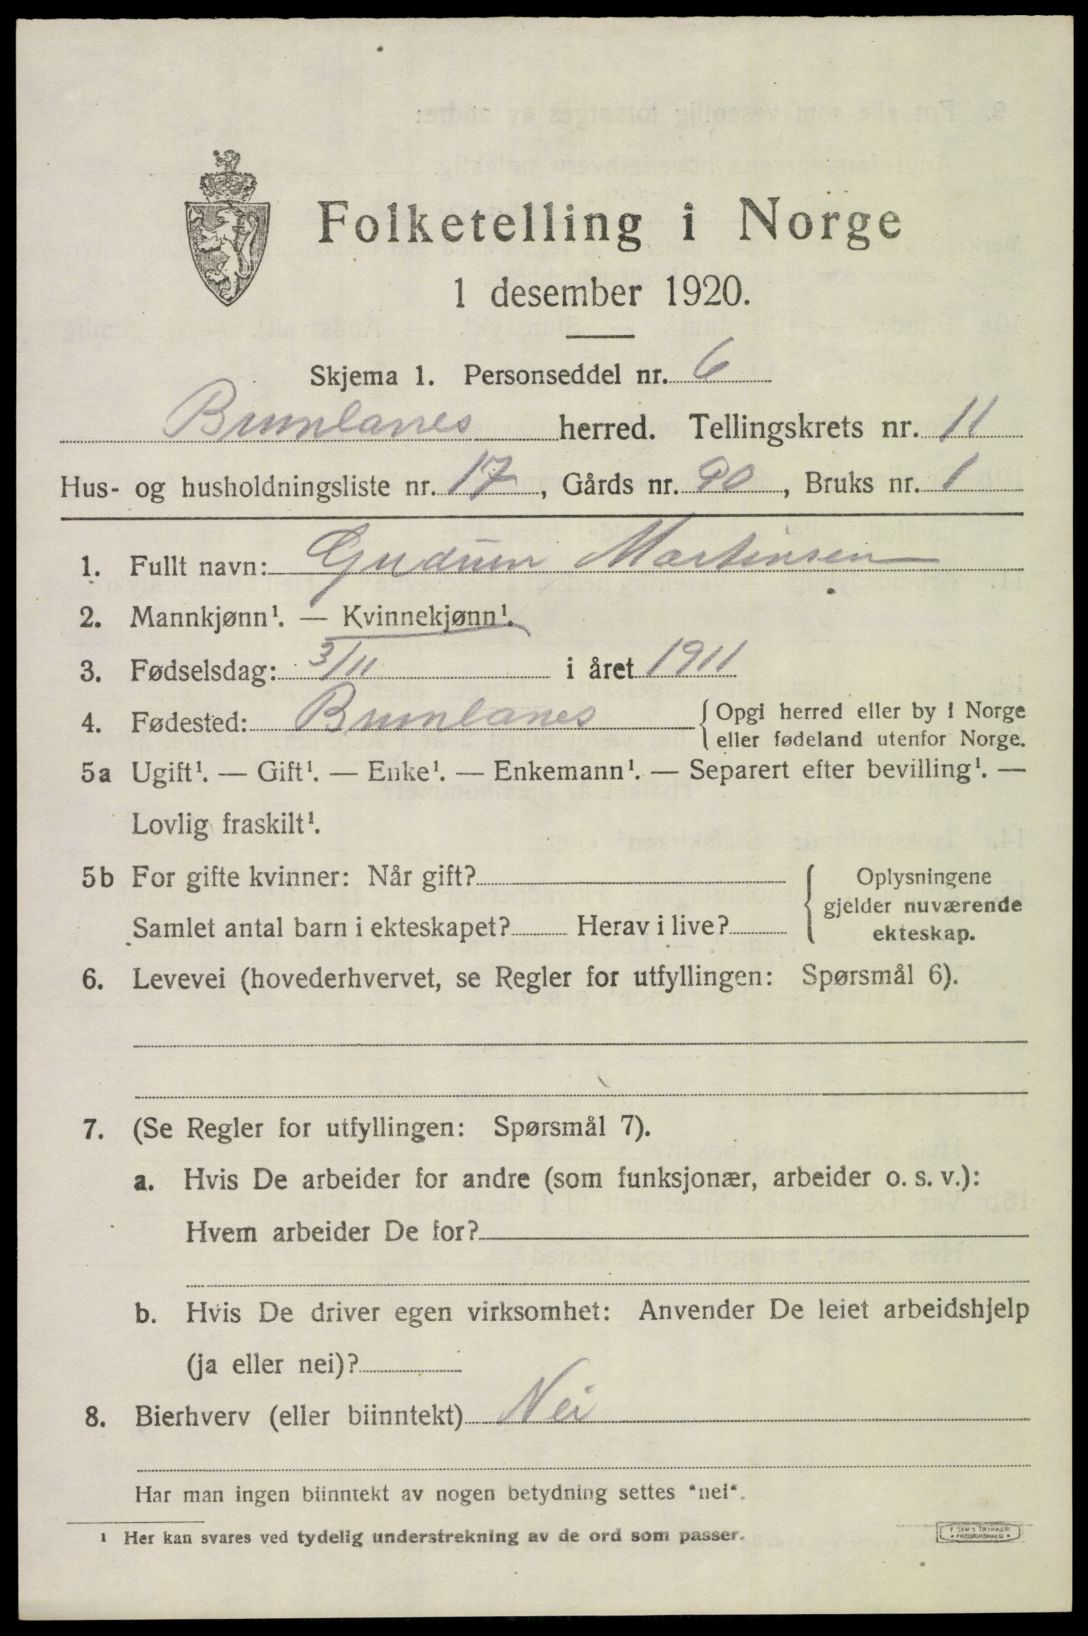 Folketelling i Norge
1 desember 1920.
Skjema 1. Personseddel nr. 6
Brunlanes herred. Tellingskrets nr. 11
Hus- og husholdningsliste nr. 17, Gårds nr. 90, Bruks nr. 1
1. Fullt navn: Gudrun Martinsen
2. Mannkjønn¹. — Kvinnekjønn¹.
3. Fødselsdag: 3/11 i året 1911
4. Fødested: Brunlanes {Opgi herred eller by i Norge
eller fødeland utenfor Norge.
5a Ugift¹. — Gift¹. — Enke¹. — Enkemann¹. — Separert efter bevilling¹. —
Lovlig fraskilt¹.
5b For gifte kvinner: Når gift? { Oplysningene
gjelder nuværende
Samlet antal barn i ekteskapet? Herav i live? ekteskap.
6. Levevei (hovederhvervet, se Regler for utfyllingen: Spørsmål 6).
7. (Se Regler for utfyllingen: Spørsmål 7).
a. Hvis De arbeider for andre (som funksjonær, arbeider o. s. v.):
Hvem arbeider De for?
b. Hvis De driver egen virksomhet: Anvender De leiet arbeidshjelp
(ja eller nei)?
8. Bierhverv (eller biinntekt) Nei
Har man ingen biinntekt av nogen betydning settes "nei".
¹ Her kan svares ved tydelig understrekning av de ord som passer.